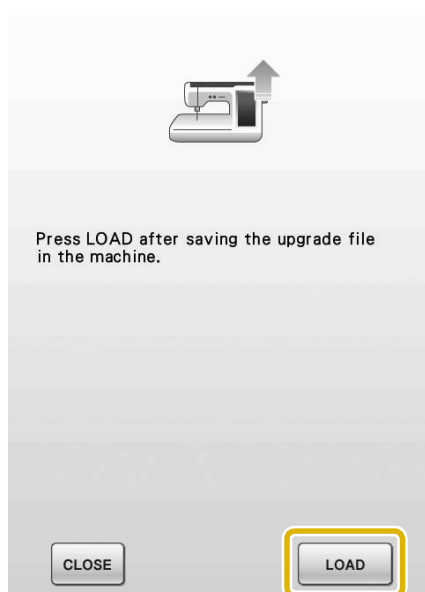 Press LOAD after saving the upgrade file
in the machine.
CLOSE
LOAD